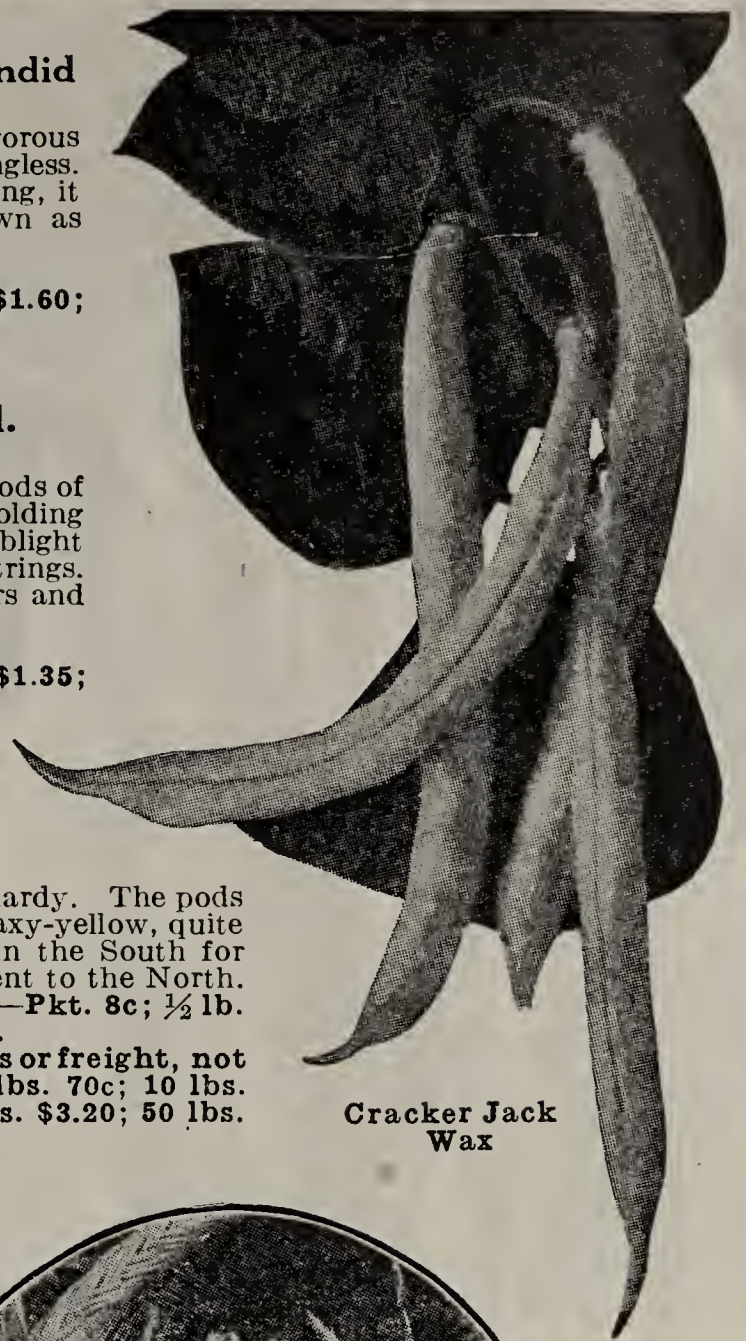 ndid
orous
ngless.
ng, it
wn as
$1.60;
l.
ods of
olding
blight
trings.
rs and
$1.35;
ardy. The pods
axy-yellow, quite
n the South for
ent to the North.
—Pkt. 8c; ½ lb.
s or freight, not
lbs. 70c; 10 lbs.
s. $3.20; 50 lbs.
Cracker Jack
Wax